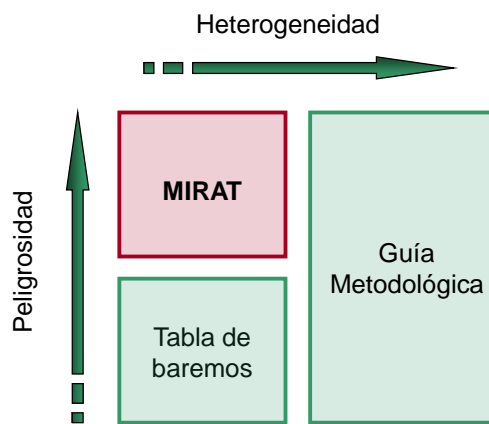 Heterogeneidad
Peligrosidad
MIRAT
Guía
Metodológica
Tabla de
baremos